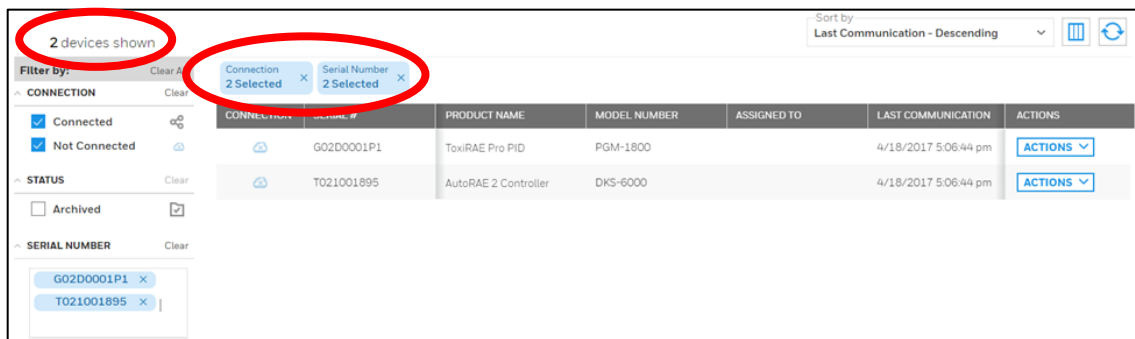 2 devices shown
Sort by
Last Communication - Descending
Filter by:
Clear A
CONNECTION
Clear
Connected
Not Connected
STATUS
Clear
Archived
SERIAL NUMBER
Clear
G02D0001P1 ×
T021001895 ×
Connection
2 Selected ×
Serial Number
2 Selected ×
CONNECTION SERIAL # PRODUCT NAME MODEL NUMBER ASSIGNED TO LAST COMMUNICATION ACTIONS
G02D0001P1 ToxiRAE Pro PID PGM-1800 4/18/2017 5:06:44 pm ACTIONS
T021001895 AutoRAE 2 Controller DKS-6000 4/18/2017 5:06:44 pm ACTIONS